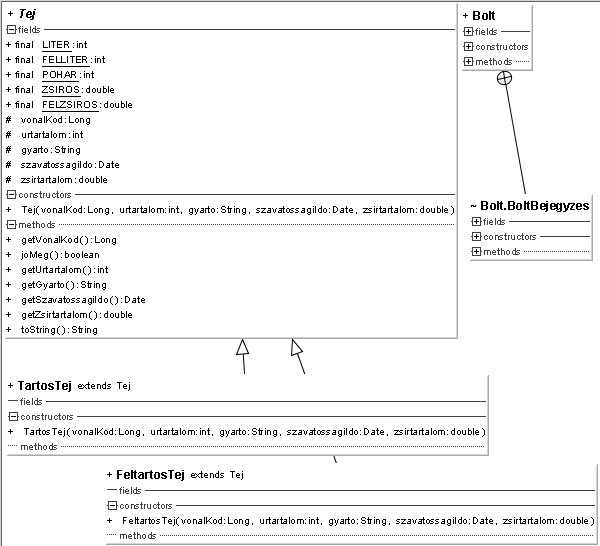 + Tej
fields
+ final LITER:int
+ final FELLITER:int
+ final POHAR:int
+ final ZSIROS:double
+ final FELZSIROS:double
# vonalKod:Long
# urtartalom:int
# gyarto:String
# szavatossagildo:Date
# zsirtartalom:double
constructors
+ Tej(vonalKod:Long, urtartalom:int, gyarto:String, szavatossagildo:Date, zsirtartalom:double)
methods
+ getVonalKod():Long
+ joMeg():boolean
+ getUrtartalom():int
+ getGyarto():String
+ getSzavatossagildo():Date
+ getZsirtartalom():double
+ toString():String
+ Bolt
fields
constructors
methods
~ Bolt.BoltBejegyzes
fields
constructors
methods
+ TartosTej extends Tej
fields
constructors
+ TartosTej(vonalKod:Long, urtartalom:int, gyarto:String, szavatossagildo:Date, zsirtartalom:double)
methods
+ FeltartosTej extends Tej
fields
constructors
+ FeltartosTej(vonalKod:Long, urtartalom:int, gyarto:String, szavatossagildo:Date, zsirtartalom:double)
methods